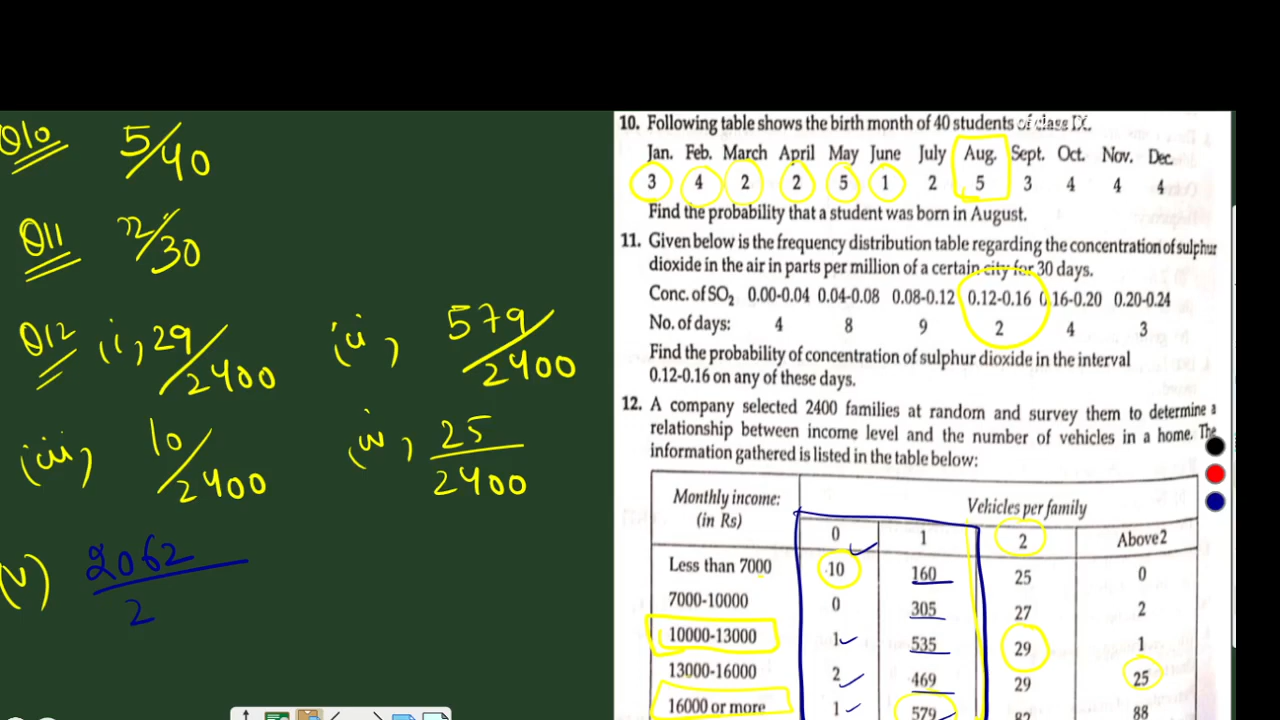 Q10 5/40
Q11 2/30
Q12 (i) 29/2400 (ii) 579/2400
(iii) 10/2400 (iv) 25/2400
(v) 2062/2
10. Following table shows the birth month of 40 students of class IX.
Jan. Feb. March April May June July Aug. Sept. Oct. Nov. Dec.
3 4 2 2 5 1 2 5 3 4 4 4
Find the probability that a student was born in August.
11. Given below is the frequency distribution table regarding the concentration of sulphur
dioxide in the air in parts per million of a certain city for 30 days.
Conc. of SO₂ 0.00-0.04 0.04-0.08 0.08-0.12 0.12-0.16 0.16-0.20 0.20-0.24
No. of days: 4 8 9 2 4 3
Find the probability of concentration of sulphur dioxide in the interval
0.12-0.16 on any of these days.
12. A company selected 2400 families at random and survey them to determine a
relationship between income level and the number of vehicles in a home. The
information gathered is listed in the table below:
Monthly income: Vehicles per family
(in Rs) 0 1 2 Above 2
Less than 7000 10 160 25 0
7000-10000 0 305 27 2
10000-13000 1 535 29 1
13000-16000 2 469 29 25
16000 or more 1 579 82 88